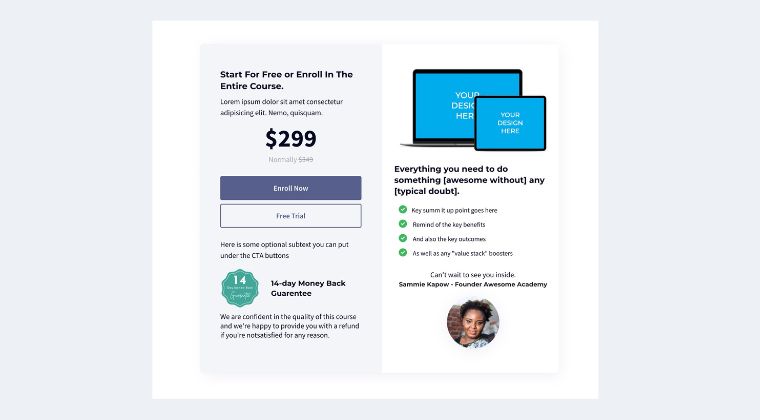 Start For Free or Enroll In The
Entire Course.
Lorem ipsum dolor sit amet consectetur
adipisicing elit. Nemo, quisquam.
$299
Normally $349
Enroll Now
Free Trial
Here is some optional subtext you can put
under the CTA buttons
14
Guarantee
14-day Money Back
Guarentee
We are confident in the quality of this course
and we're happy to provide you with a refund
if you're notsatisfied for any reason.
YOUR
DESIGN
HERE
YOUR
DESIGN
HERE
Everything you need to do
something [awesome without] any
[typical doubt].
Key summ it up point goes here
Remind of the key benefits
And also the key outcomes
As well as any "value stack" boosters
Can't wait to see you inside.
Sammie Kapow - Founder Awesome Academy